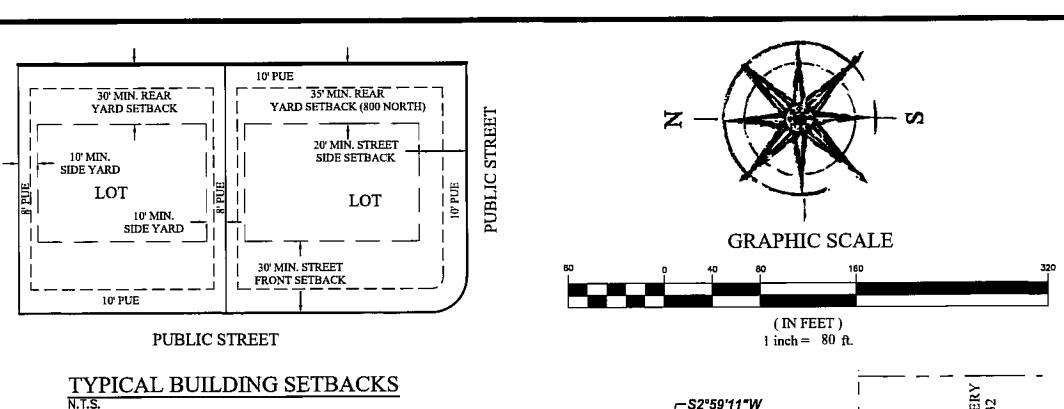 10' PUE
30' MIN. REAR
YARD SETBACK
35' MIN. REAR
YARD SETBACK (800 NORTH)
20' MIN. STREET
SIDE SETBACK
10' MIN.
SIDE YARD
LOT
8' PUE
10' MIN.
SIDE YARD
8' PUE
LOT
10' PUE
PUBLIC STREET
30' MIN. STREET
FRONT SETBACK
10' PUE
PUBLIC STREET
TYPICAL BUILDING SETBACKS
N.T.S.
N
S
GRAPHIC SCALE
80 0 40 80 160 320
( IN FEET )
1 inch = 80 ft.
S2°59'11"W